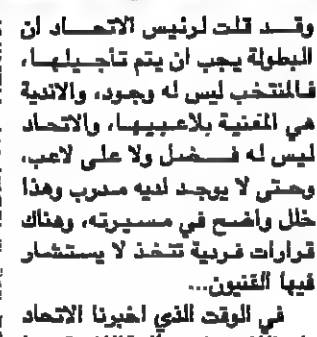 وقد قلت لرئيس الاتحاد أن
البطولة يجب ان يتم تأجيلها،
فالمنتخب ليس له وجود، والاندية
هي المغنية بلاعبيها، والاتحاد
ليس له فضل ولا على لاعب،
وحتى لا يوجد لديه مدرب وهذا
خلل واضح في مسيرته، وهناك
قرارات فردية تتخذ لا يستشار
فيها الفنيون...
في الوقت الذي اخبرنا الاتحاد